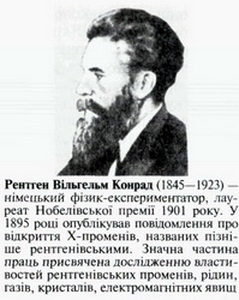 Рентген Вільгельм Конрад (1845—1923) —
німецький фізик-експериментатор, лау-
реат Нобелівської премії 1901 року. У
1895 році опублікував повідомлення про
відкриття Х-променів, названих пізні-
ше рентгенівськими. Значна частина
праць присвячена дослідженню власти-
востей рентгенівських променів, рідин,
газів, кристалів, електромагнітних явищ